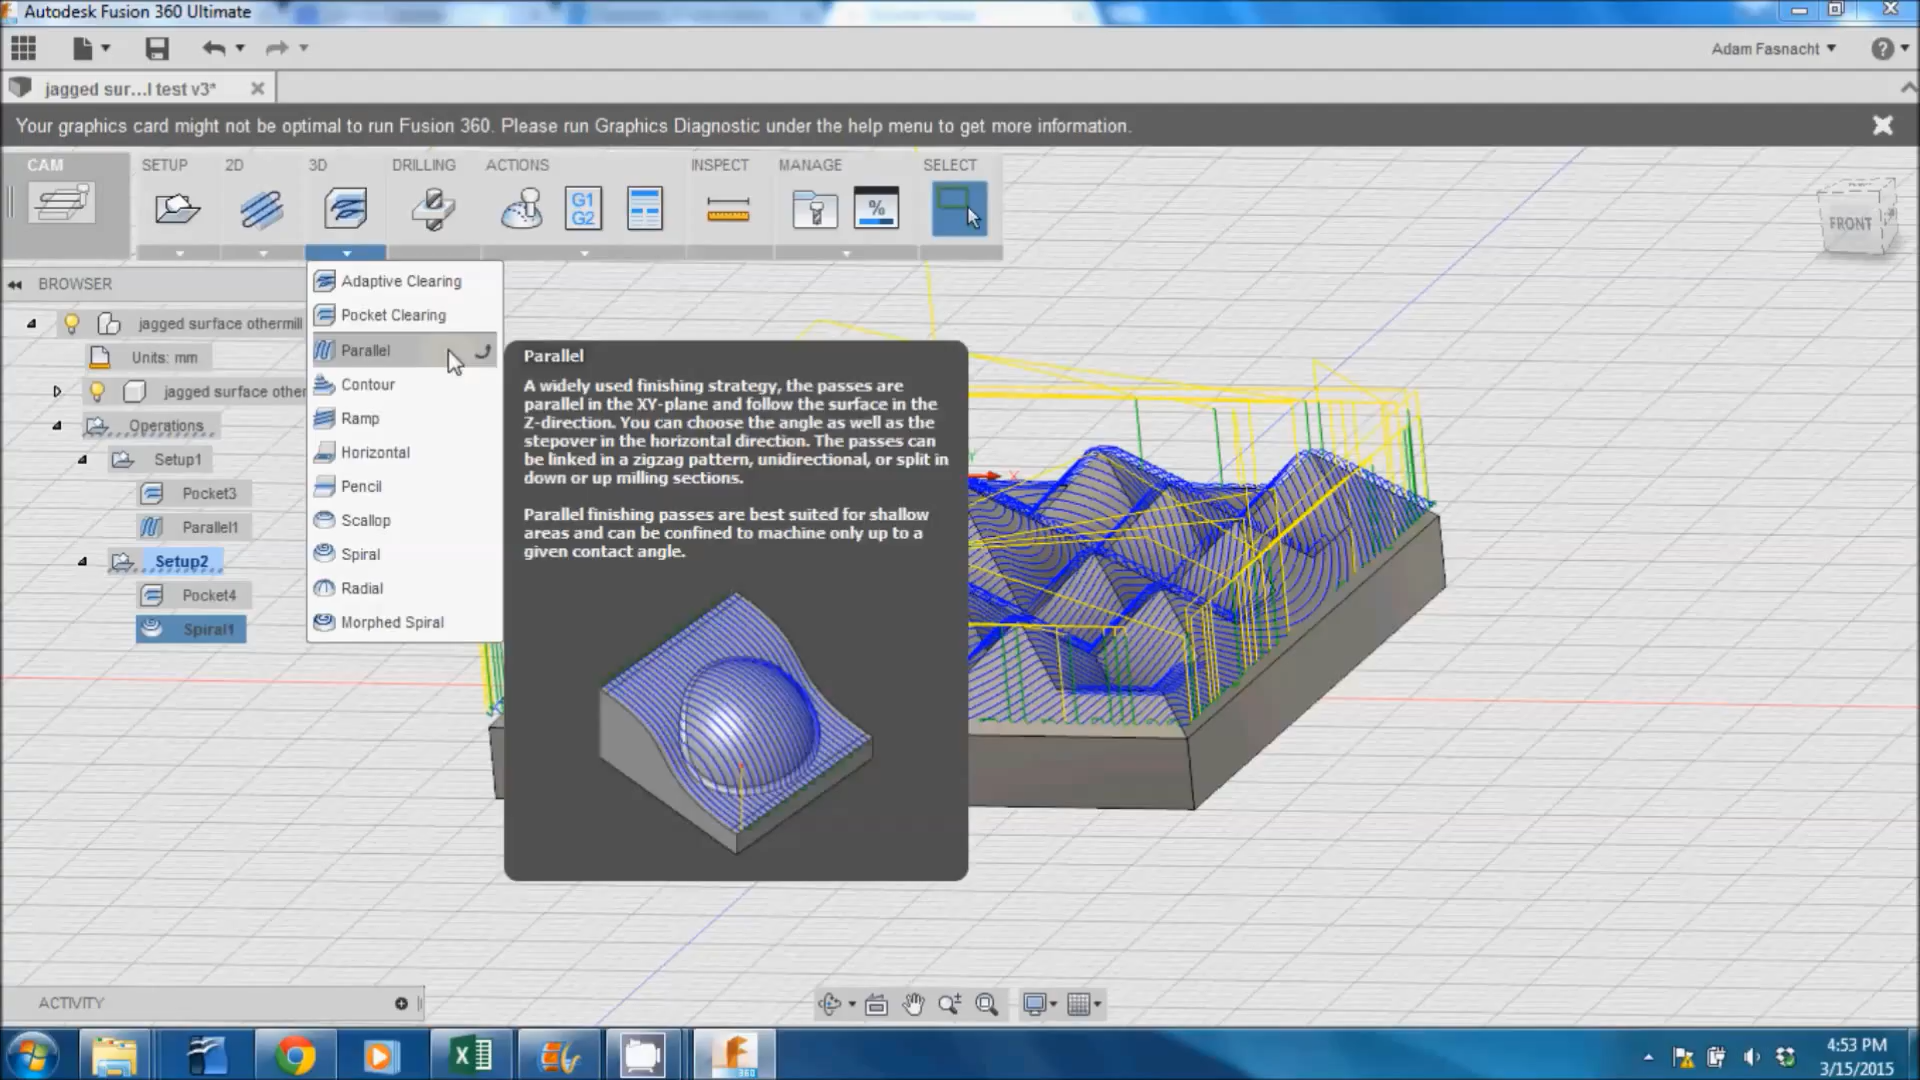 Autodesk Fusion 360 Ultimate
Adam Fasnacht
jagged sur...l test v3*
Your graphics card might not be optimal to run Fusion 360. Please run Graphics Diagnostic under the help menu to get more information.
CAM
SETUP
2D
3D
DRILLING
ACTIONS
INSPECT
MANAGE
SELECT
G1
G2
%
FRONT
BROWSER
jagged surface othermill
Units: mm
jagged surface other
Operations
Setup1
Pocket3
Parallel1
Setup2
Pocket4
Spiral1
Adaptive Clearing
Pocket Clearing
Parallel
Contour
Ramp
Horizontal
Pencil
Scallop
Spiral
Radial
Morphed Spiral
Parallel
A widely used finishing strategy, the passes are
parallel in the XY-plane and follow the surface in the
Z-direction. You can choose the angle as well as the
stepover in the horizontal direction. The passes can
be linked in a zigzag pattern, unidirectional, or split in
down or up milling sections.
Parallel finishing passes are best suited for shallow
areas and can be confined to machine only up to a
given contact angle.
X
ACTIVITY
360
4:53 PM
3/15/2015